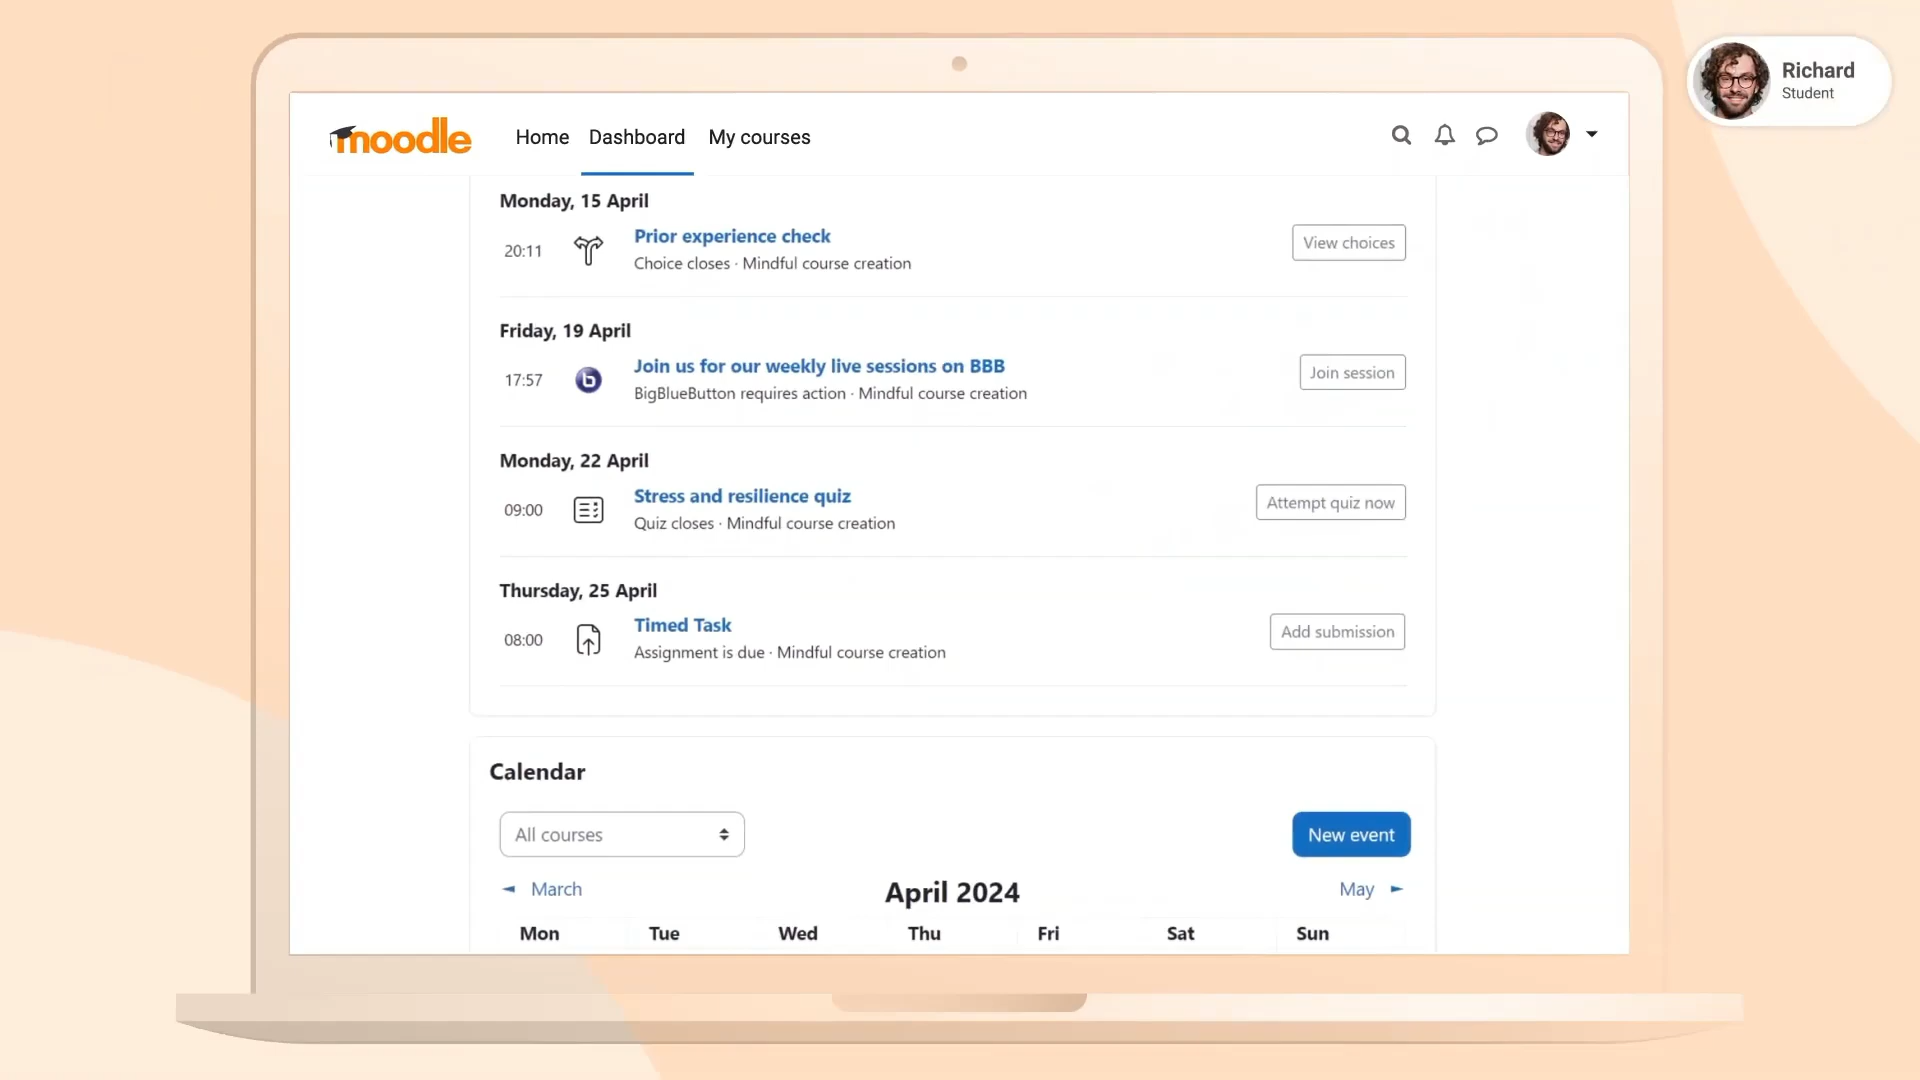 Richard
Student
moodle
Home Dashboard My courses
Monday, 15 April
20:11
Prior experience check
Choice closes · Mindful course creation
View choices
Friday, 19 April
17:57
Join us for our weekly live sessions on BBB
BigBlueButton requires action · Mindful course creation
Join session
Monday, 22 April
09:00
Stress and resilience quiz
Quiz closes · Mindful course creation
Attempt quiz now
Thursday, 25 April
08:00
Timed Task
Assignment is due · Mindful course creation
Add submission
Calendar
All courses
New event
◄ March
April 2024
May ►
Mon Tue Wed Thu Fri Sat Sun